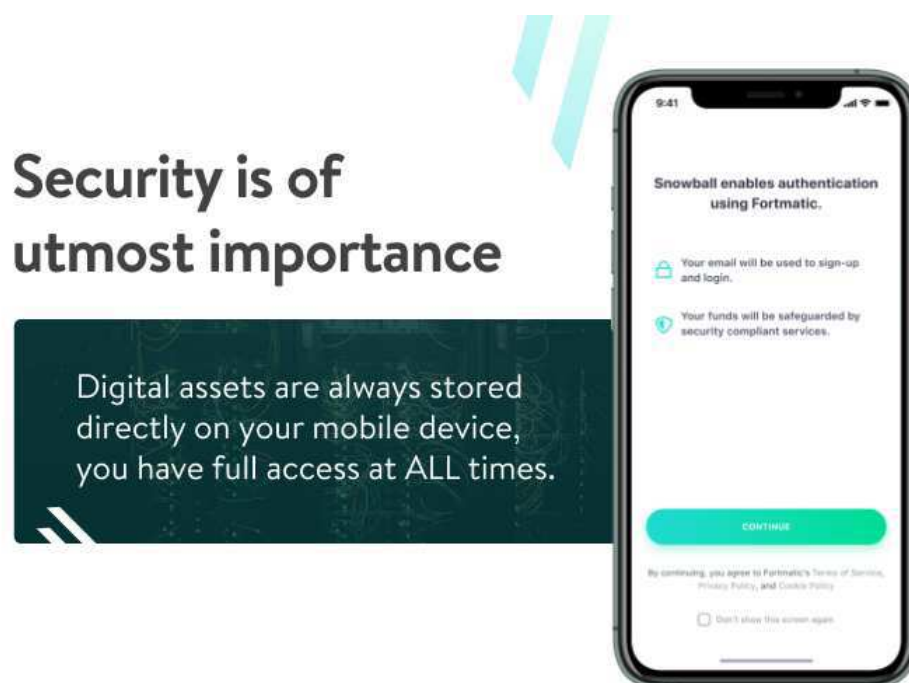 Security is of
utmost importance
Digital assets are always stored
directly on your mobile device,
you have full access at ALL times.
9:41
Snowball enables authentication
using Fortmatic.
Your email will be used to sign-up
and login.
Your funds will be safeguarded by
security compliant services.
CONTINUE
By continuing, you agree to Fortmatic's Terms of Service,
Privacy Policy, and Cookie Policy
Don't show this screen again